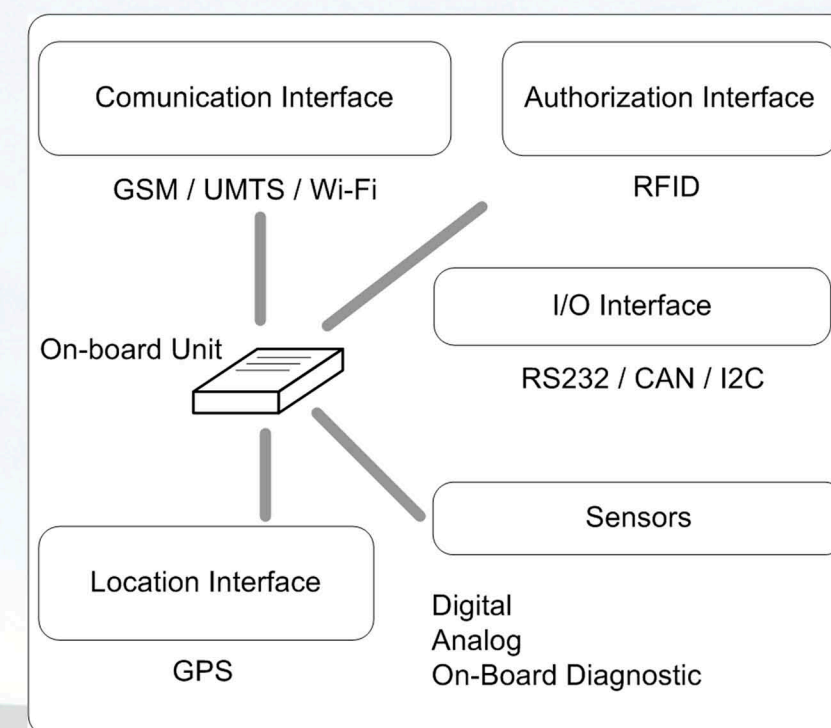 Comunication Interface
Authorization Interface
GSM / UMTS / Wi-Fi
RFID
I/O Interface
On-board Unit
RS232 / CAN / I2C
Sensors
Location Interface
Digital
Analog
On-Board Diagnostic
GPS